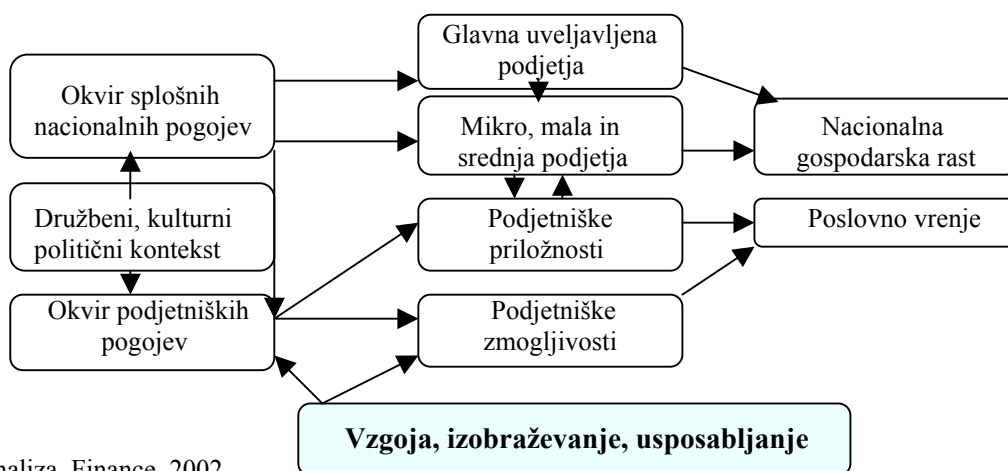 Glavna uveljavljena
podjetja
Okvir splošnih
nacionalnih pogojev
Mikro, mala in
srednja podjetja
Nacionalna
gospodarska rast
Družbeni, kulturni
politični kontekst
Podjetniške
priložnosti
Poslovno vrenje
Okvir podjetniških
pogojev
Podjetniške
zmogljivosti
Vzgoja, izobraževanje, usposabljanje
Finance, 2002